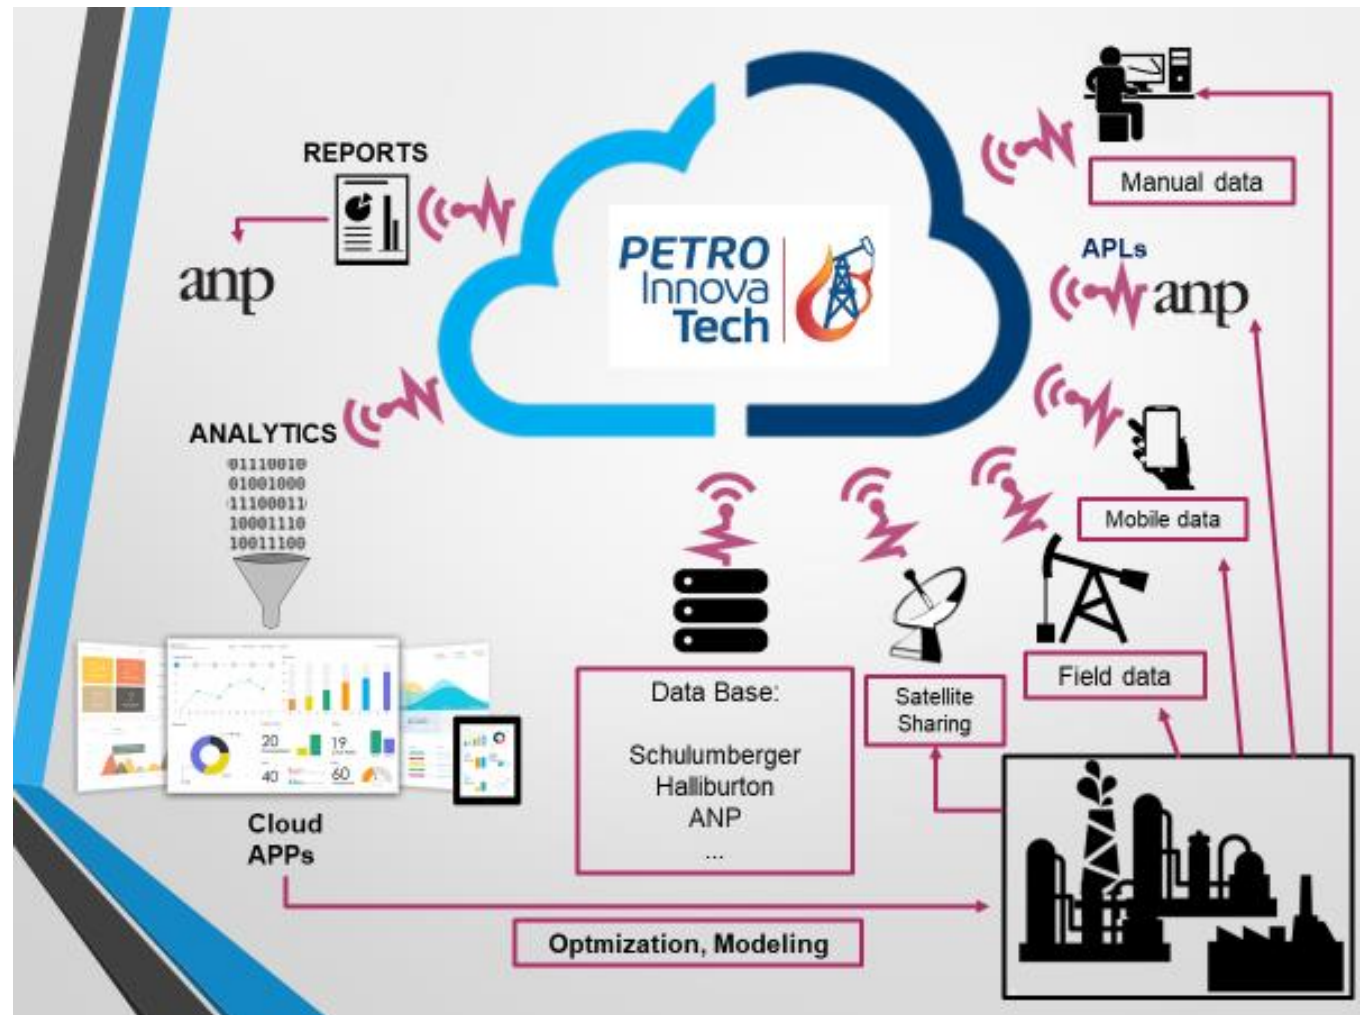 REPORTS
anp
PETRO
Innova
Tech
Manual data
APLs
anp
ANALYTICS
01110010
01001000
11100011
10001110
10011100
Mobile data
Field data
Satellite
Sharing
Data Base:
Schulumberger
Halliburton
ANP
...
20
19
40
60
Cloud
APPs
Optmization, Modeling